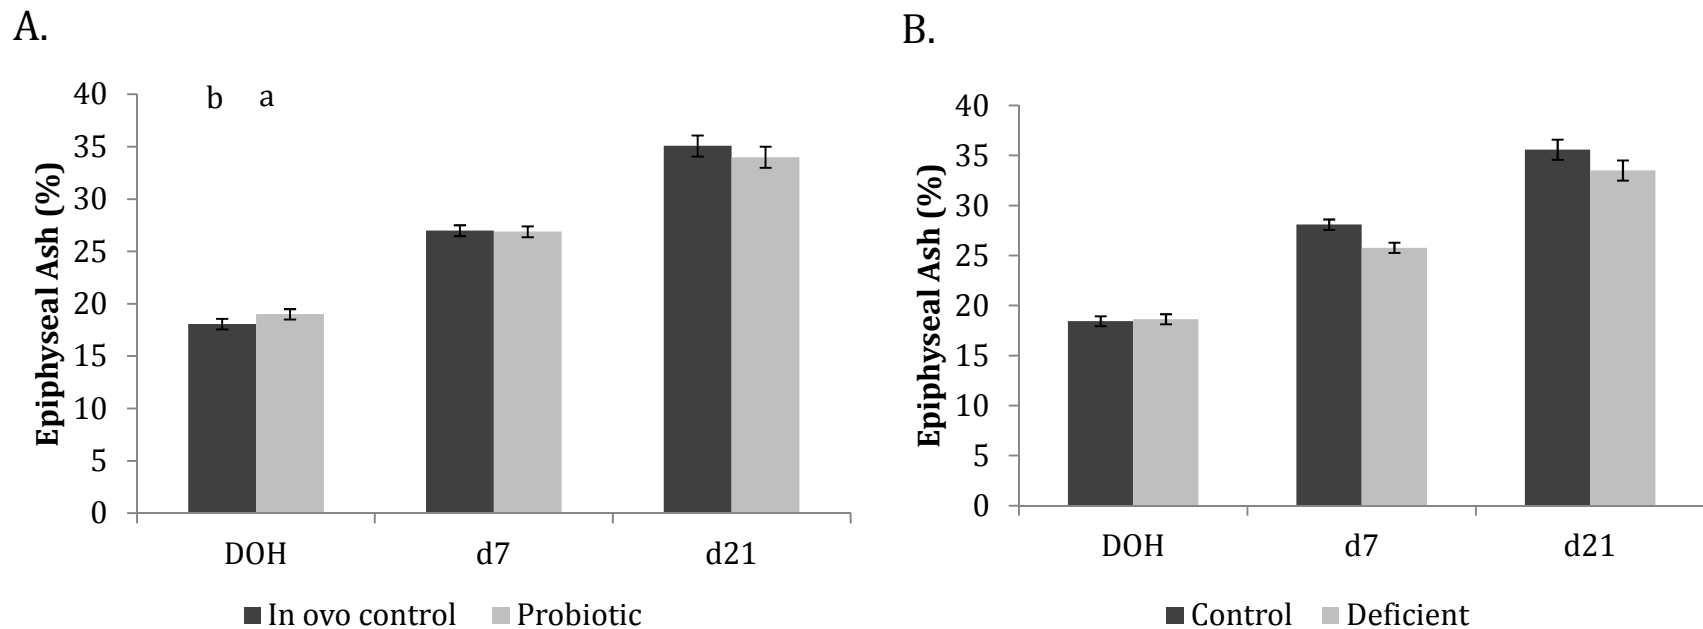 A.
b a
40
35
30
25
20
15
10
5
0
Epiphyseal Ash (%)
DOH d7 d21
In ovo control Probiotic
B.
40
35
30
25
20
15
10
5
0
Epiphyseal Ash (%)
DOH d7 d21
Control Deficient